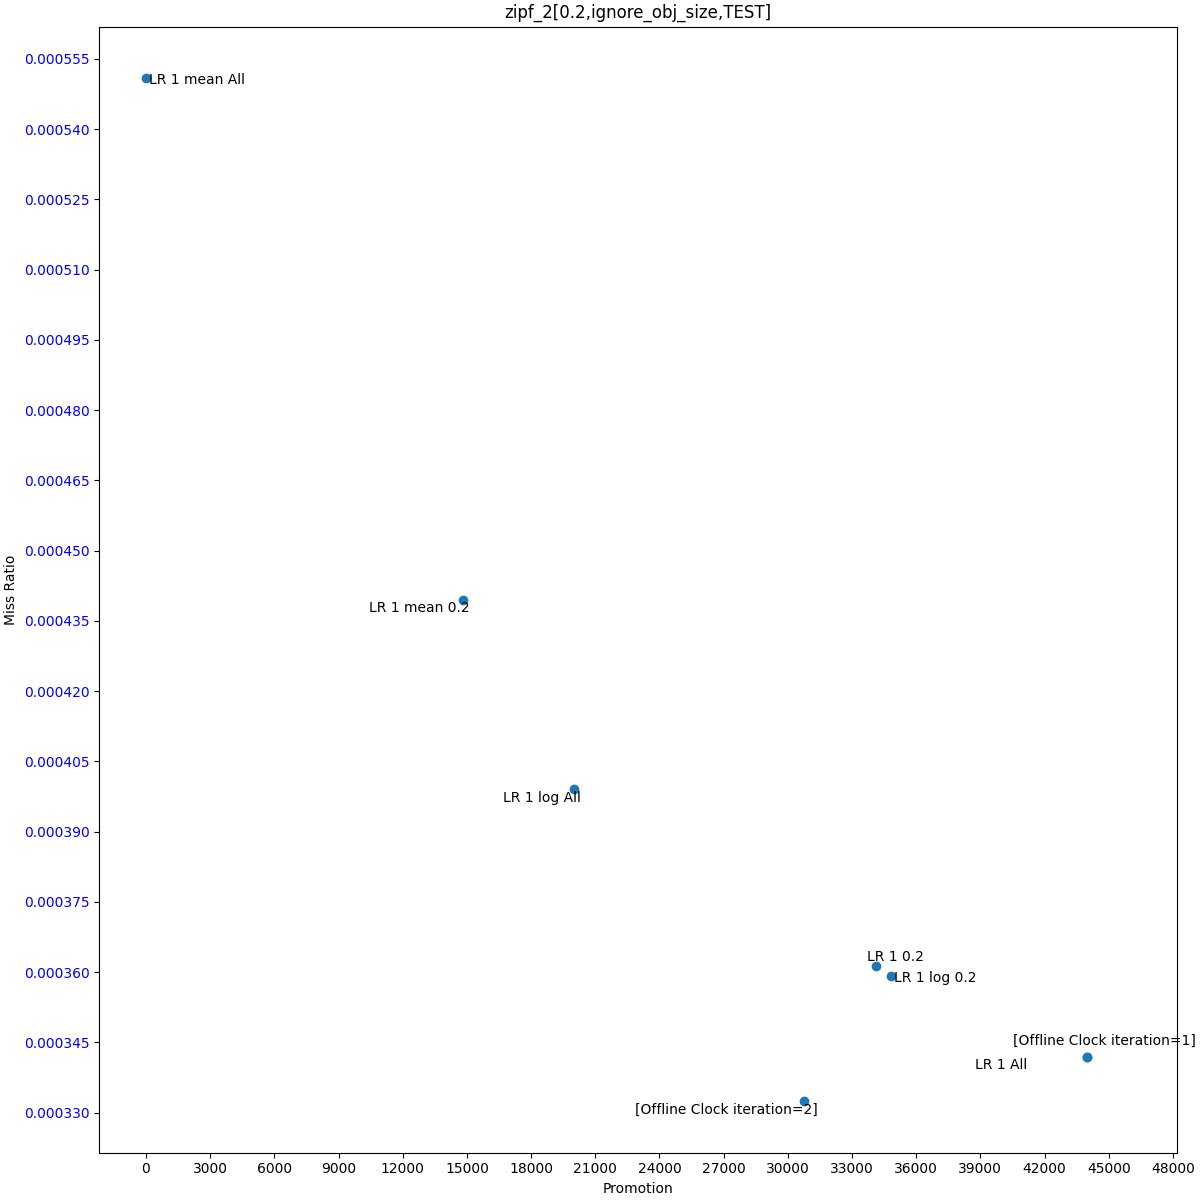 zipf_2[0.2,ignore_obj_size,TEST]
0.000555
0.000540
0.000525
0.000510
0.000495
0.000480
0.000465
0.000450
0.000435
0.000420
0.000405
0.000390
0.000375
0.000360
0.000345
0.000330
Miss Ratio
LR 1 mean All
LR 1 mean 0.2
LR 1 log All
LR 1 0.2
LR 1 log 0.2
[Offline Clock iteration=1]
LR 1 All
[Offline Clock iteration=2]
0 3000 6000 9000 12000 15000 18000 21000 24000 27000 30000 33000 36000 39000 42000 45000 48000
Promotion